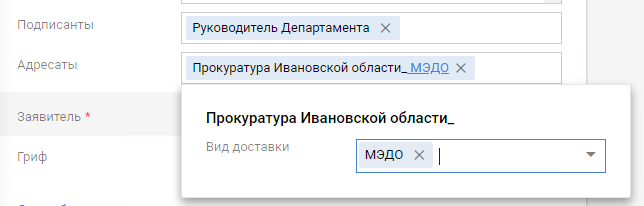 Подписанты
Руководитель Департамента ×
Адресаты
Прокуратура Ивановской области_ МЭДО ×
Заявитель *
Прокуратура Ивановской области_
Вид доставки
МЭДО ×
Гриф